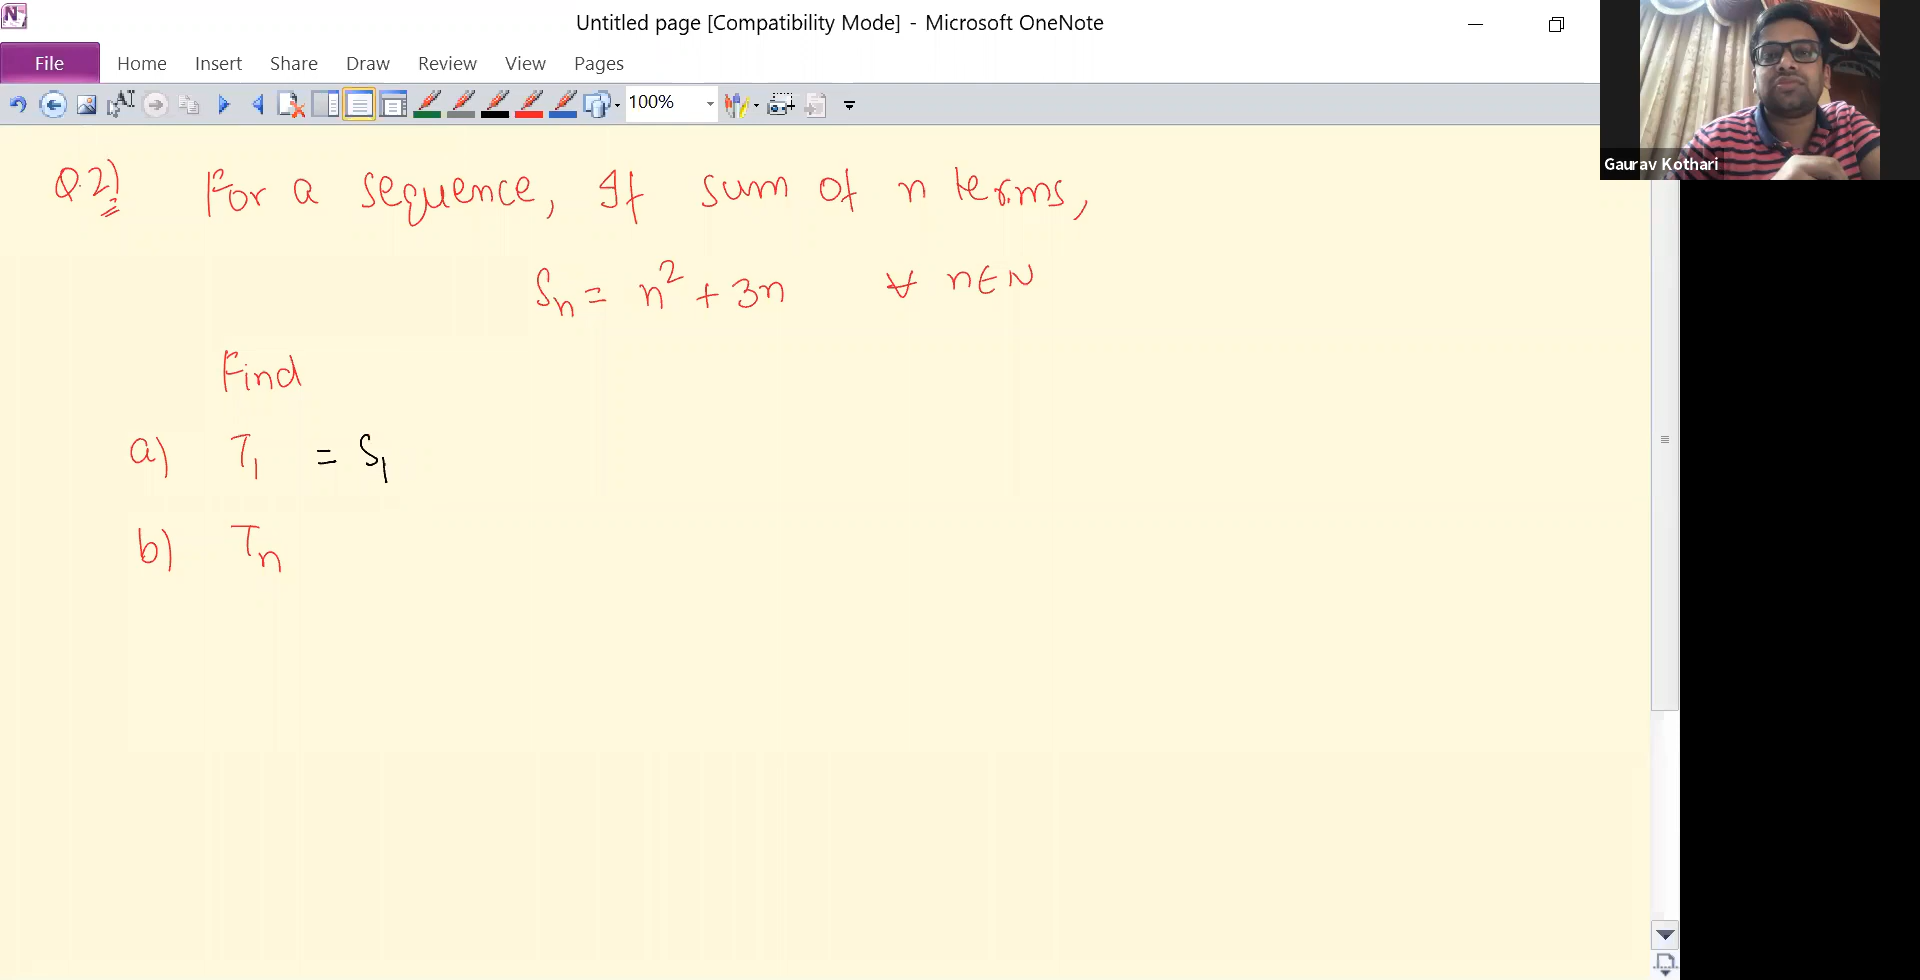 Untitled page [Compatibility Mode] - Microsoft OneNote
File Home Insert Share Draw Review View Pages
100%
Gaurav Kothari
Q.2) For a sequence, If sum of n terms,
Sₙ = n² + 3n ∀ n∈N
Find
a) T₁ = S₁
b) Tₙ